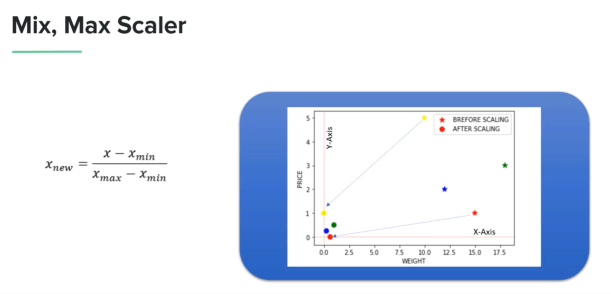 Mix, Max Scaler
x_new = (x − x_min) / (x_max − x_min)
★ BREFORE SCALING
● AFTER SCALING
Y-Axis
X-Axis
PRICE
5
4
3
2
1
0
0.0 2.5 5.0 7.5 10.0 12.5 15.0 17.5
WEIGHT